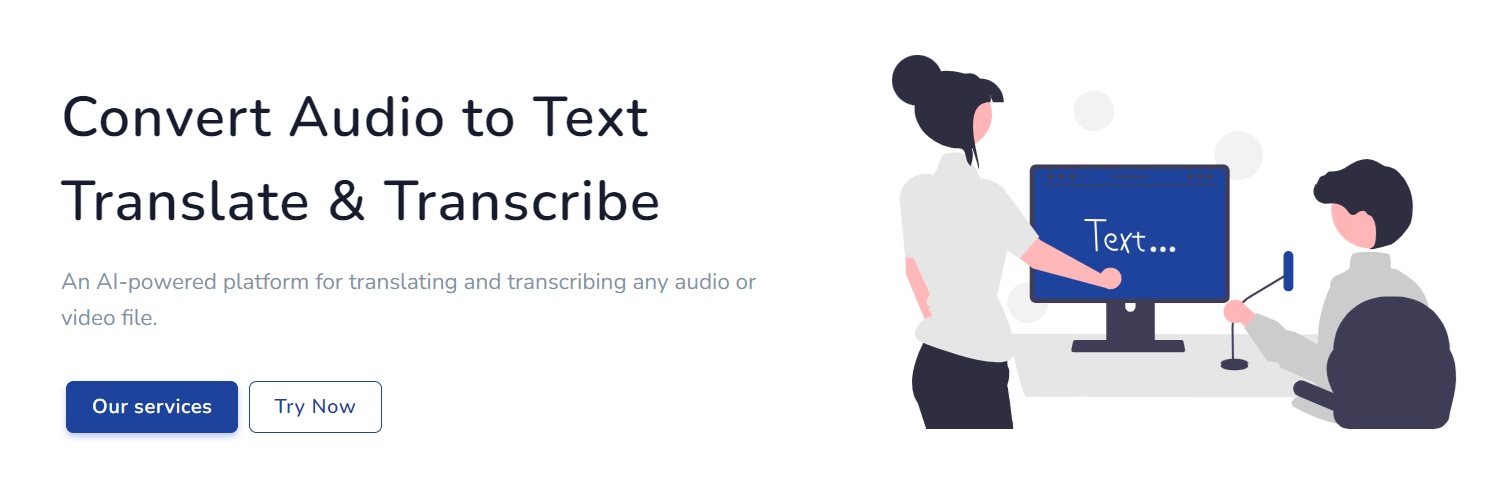 Convert Audio to Text
Translate & Transcribe
An AI-powered platform for translating and transcribing any audio or
video file.
Our services
Try Now
Text...